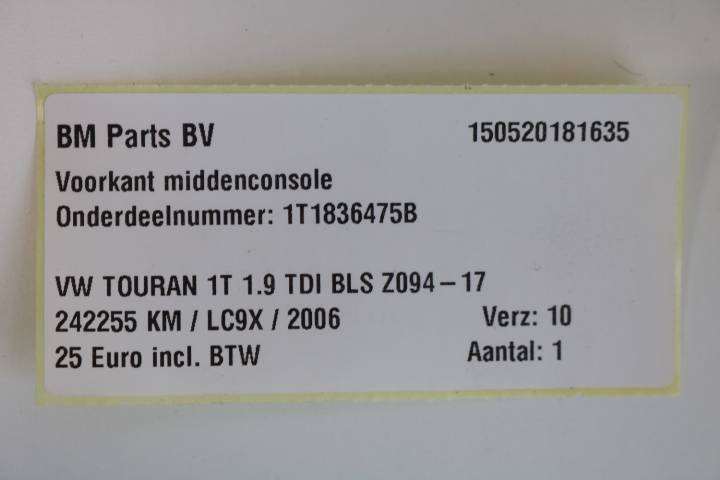 BM Parts BV 150520181635
Voorkant middenconsole
Onderdeelnummer: 1T1836475B
VW TOURAN 1T 1.9 TDI BLS Z094-17
242255 KM / LC9X / 2006 Verz: 10
25 Euro incl. BTW Aantal: 1